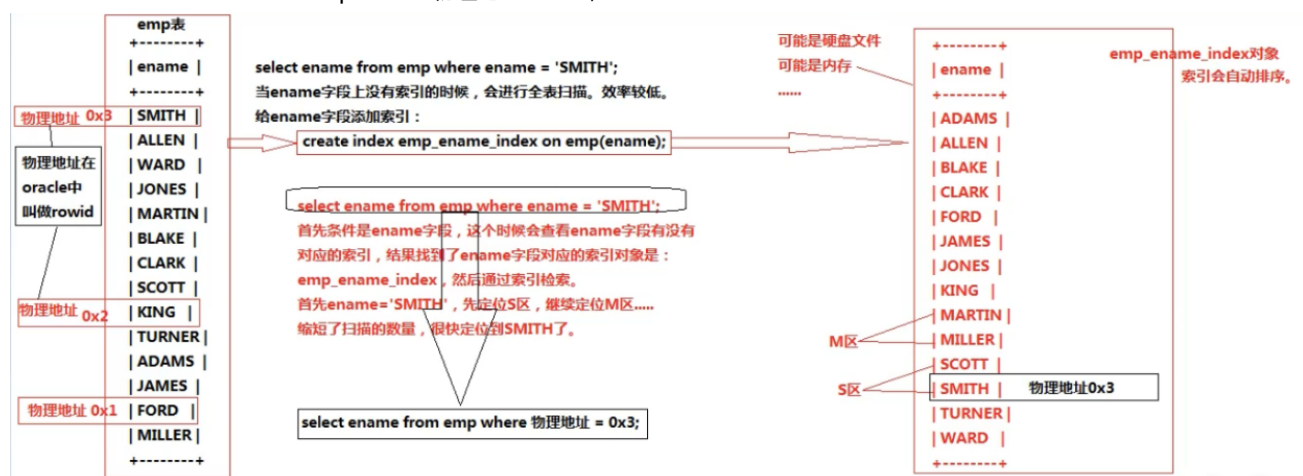 emp表
+--------+
| ename |
+--------+
| SMITH |
| ALLEN |
| WARD |
| JONES |
| MARTIN |
| BLAKE |
| CLARK |
| SCOTT |
| KING |
| TURNER|
| ADAMS |
| JAMES |
| FORD |
| MILLER |
+--------+
物理地址 0x3
物理地址在
oracle中
叫做rowid
物理地址 0x2
物理地址 0x1
select ename from emp where ename = 'SMITH';
当ename字段上没有索引的时候，会进行全表扫描。效率较低。
给ename字段添加索引：
create index emp_ename_index on emp(ename);
select ename from emp where ename = 'SMITH';
首先条件是ename字段，这个时候会查看ename字段有没有
对应的索引，结果找到了ename字段对应的索引对象是：
emp_ename_index，然后通过索引检索。
首先ename='SMITH'，先定位S区，继续定位M区.....
缩短了扫描的数量，很快定位到SMITH了。
select ename from emp where 物理地址 = 0x3;
可能是硬盘文件
可能是内存
......
+--------+
| ename |
+--------+
| ADAMS |
| ALLEN |
| BLAKE |
| CLARK |
| FORD |
| JAMES |
| JONES |
| KING |
| MARTIN |
| MILLER|
| SCOTT |
| SMITH | 物理地址0x3
| TURNER|
| WARD |
+--------+
M区
S区
emp_ename_index对象
索引会自动排序。